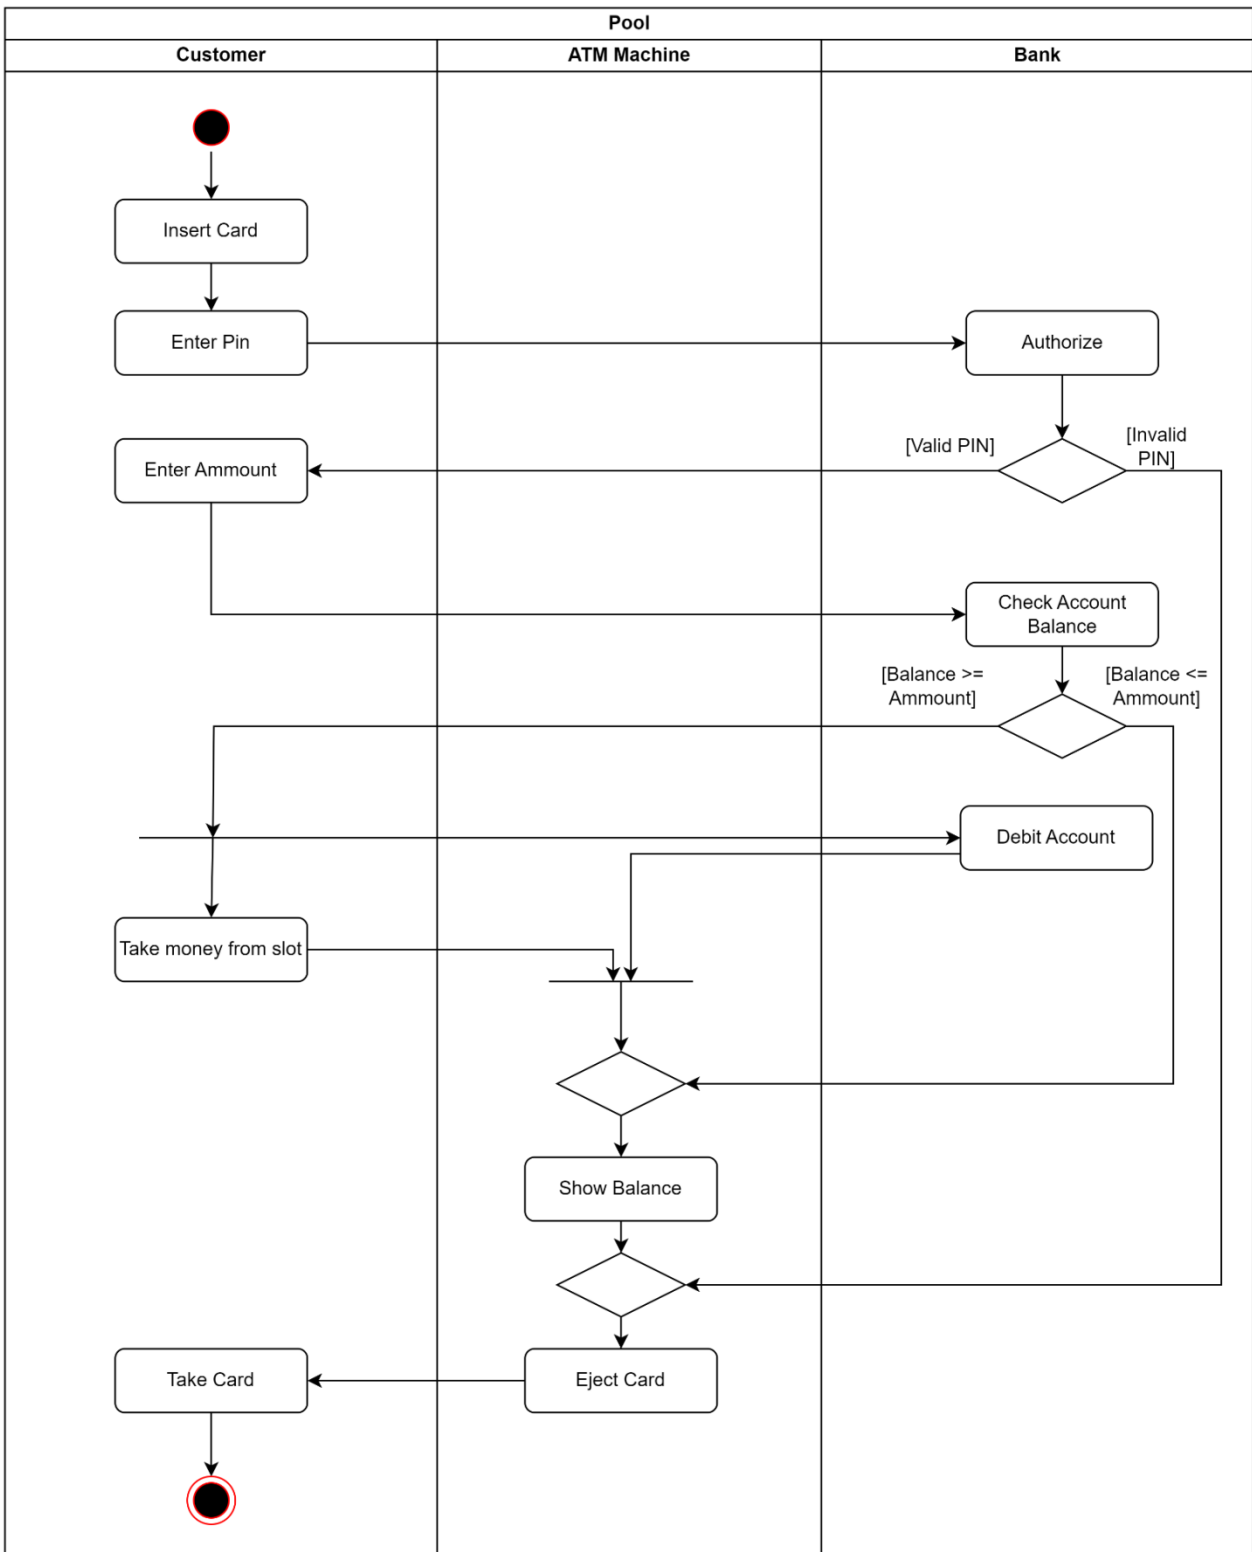 Pool
Customer
ATM Machine
Bank
Insert Card
Enter Pin
Authorize
Enter Ammount
[Valid PIN]
[Invalid
PIN]
Check Account
Balance
[Balance >=
Ammount]
[Balance <=
Ammount]
Debit Account
Take money from slot
Show Balance
Take Card
Eject Card